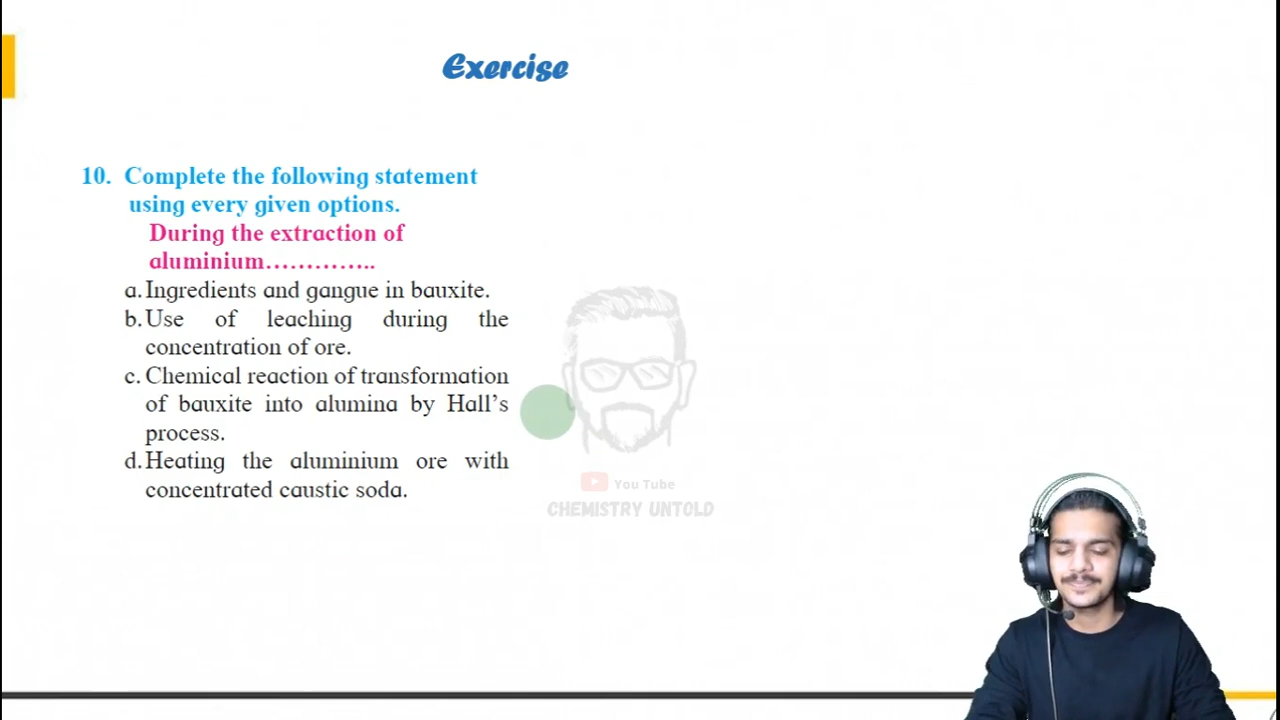 Exercise
10. Complete the following statement
using every given options.
During the extraction of
aluminium…………..
a. Ingredients and gangue in bauxite.
b. Use of leaching during the
concentration of ore.
c. Chemical reaction of transformation
of bauxite into alumina by Hall’s
process.
d. Heating the aluminium ore with
concentrated caustic soda.
You Tube
CHEMISTRY UNTOLD